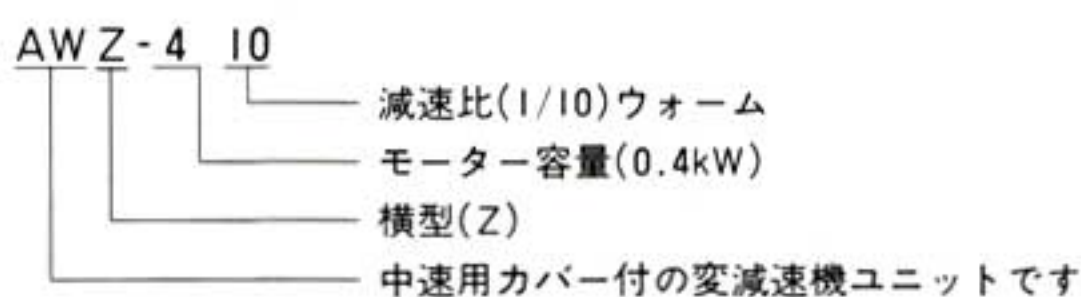 AWZ-4 10
減速比(1/10)ウォーム
モーター容量(0.4kW)
横型(Z)
中速用カバー付の変減速機ユニットです